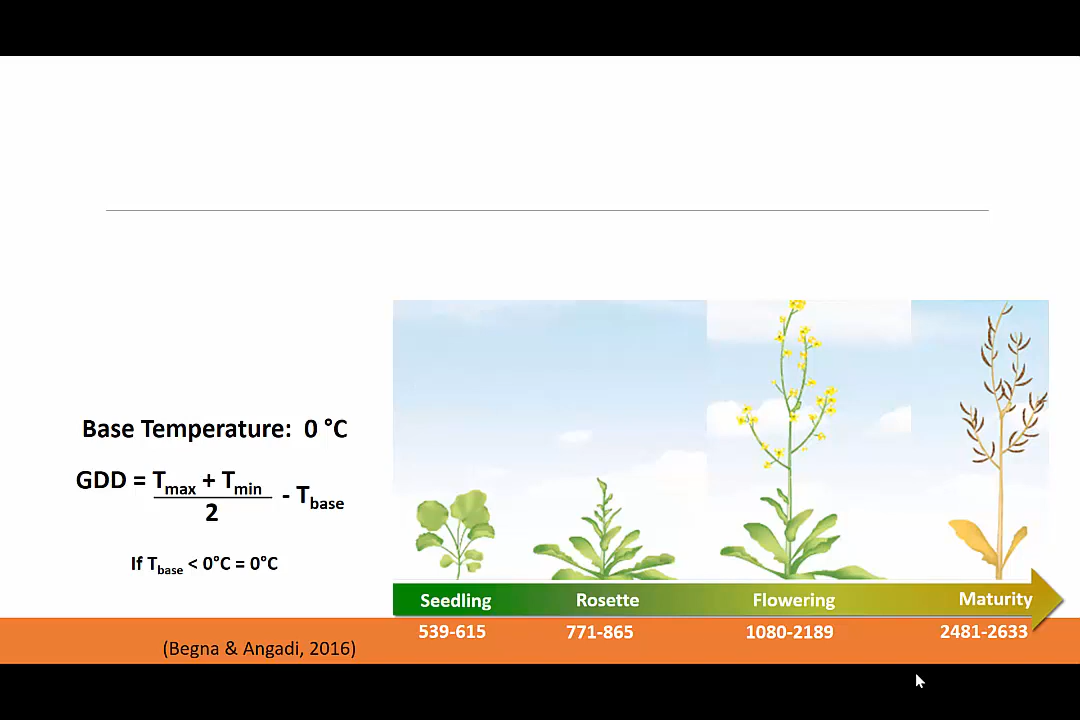 Base Temperature: 0 °C
GDD = Tmax + Tmin
2
- Tbase
If Tbase < 0°C = 0°C
Seedling Rosette Flowering Maturity
539-615 771-865 1080-2189 2481-2633
(Begna & Angadi, 2016)